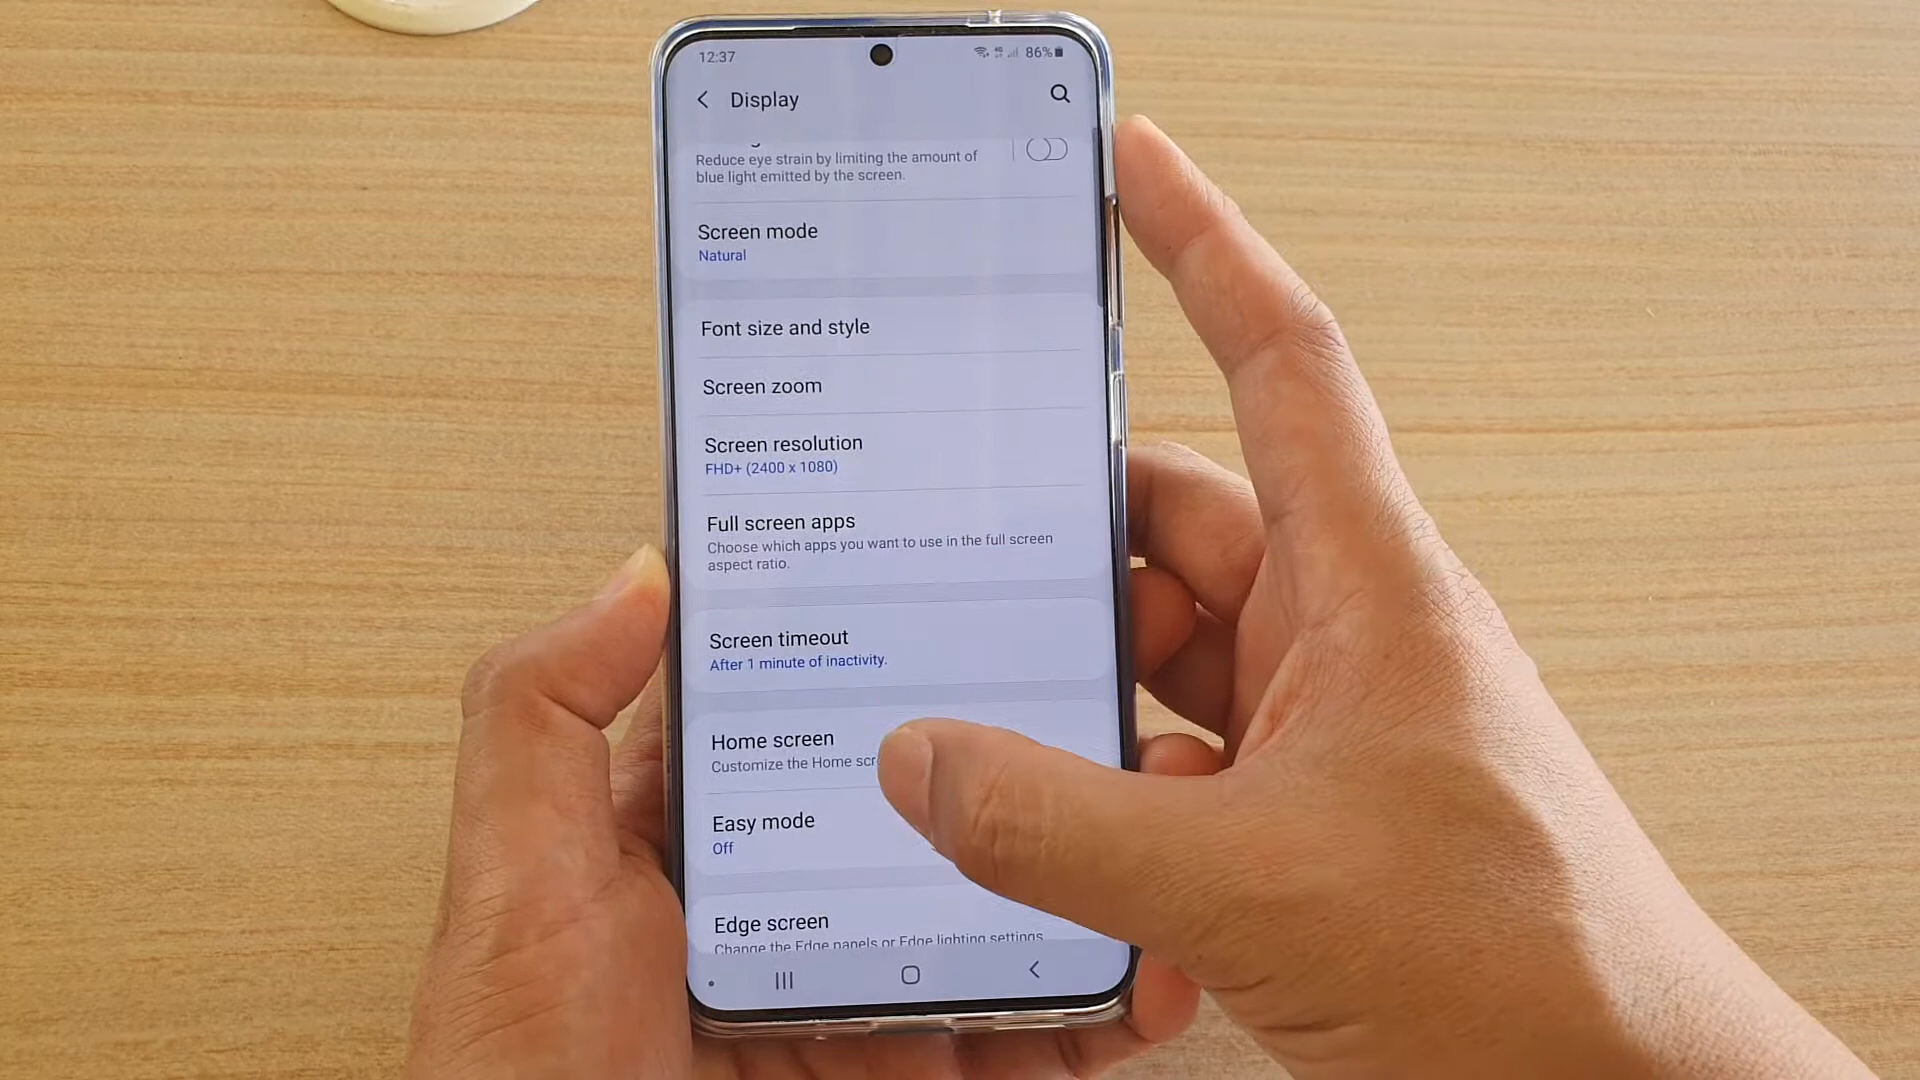 12:37
86%
Display
Reduce eye strain by limiting the amount of
blue light emitted by the screen.
Screen mode
Natural
Font size and style
Screen zoom
Screen resolution
FHD+ (2400 x 1080)
Full screen apps
Choose which apps you want to use in the full screen
aspect ratio.
Screen timeout
After 1 minute of inactivity.
Home screen
Customize the Home
Easy mode
Off
Edge screen
Change the Edge panels or Edge lighting settings